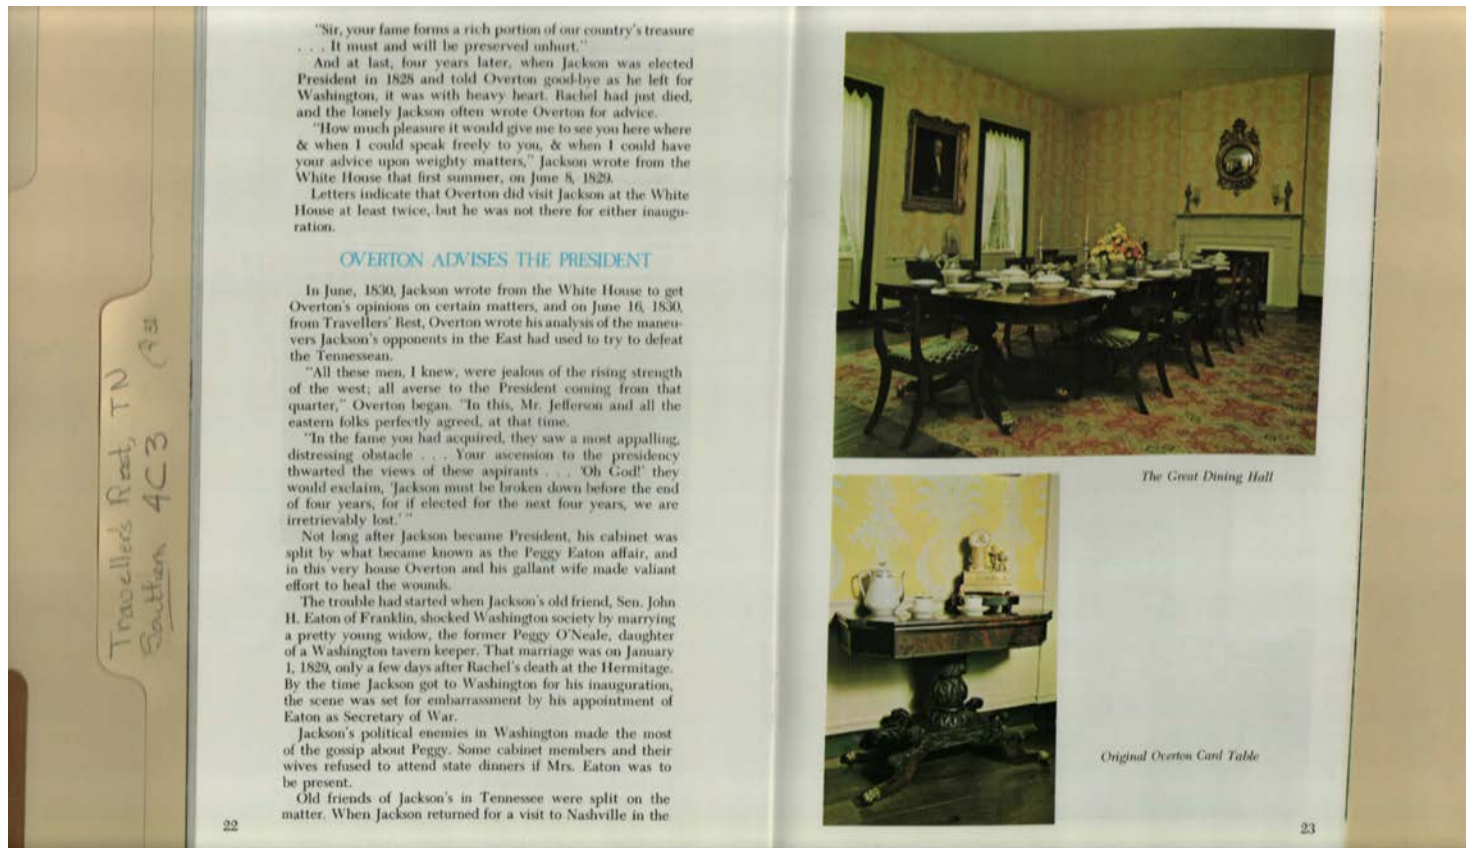 Travellers Rest, TN
Southern 4C3
"Sir, your fame forms a rich portion of our country's treasure
. . . It must and will be preserved unhurt."
And at last, four years later, when Jackson was elected
President in 1828 and told Overton good-bye as he left for
Washington, it was with heavy heart. Rachel had just died,
and the lonely Jackson often wrote Overton for advice.
"How much pleasure it would give me to see you here where
& when I could speak freely to you, & when I could have
your advice upon weighty matters," Jackson wrote from the
White House that first summer, on June 8, 1829.
Letters indicate that Overton did visit Jackson at the White
House at least twice, but he was not there for either inaugu-
ration.
OVERTON ADVISES THE PRESIDENT
In June, 1830, Jackson wrote from the White House to get
Overton's opinions on certain matters, and on June 16, 1830,
from Travellers' Rest, Overton wrote his analysis of the maneu-
vers Jackson's opponents in the East had used to try to defeat
the Tennessean.
"All these men, I knew, were jealous of the rising strength
of the west; all averse to the President coming from that
quarter," Overton began. "In this, Mr. Jefferson and all the
eastern folks perfectly agreed, at that time.
"In the fame you had acquired, they saw a most appalling,
distressing obstacle . . . Your ascension to the presidency
thwarted the views of these aspirants . . . 'Oh God!' they
would exclaim, 'Jackson must be broken down before the end
of four years, for if elected for the next four years, we are
irretrievably lost.' "
Not long after Jackson became President, his cabinet was
split by what became known as the Peggy Eaton affair, and
in this very house Overton and his gallant wife made valiant
effort to heal the wounds.
The trouble had started when Jackson's old friend, Sen. John
H. Eaton of Franklin, shocked Washington society by marrying
a pretty young widow, the former Peggy O'Neale, daughter
of a Washington tavern keeper. That marriage was on January
1, 1829, only a few days after Rachel's death at the Hermitage.
By the time Jackson got to Washington for his inauguration,
the scene was set for embarrassment by his appointment of
Eaton as Secretary of War.
Jackson's political enemies in Washington made the most
of the gossip about Peggy. Some cabinet members and their
wives refused to attend state dinners if Mrs. Eaton was to
be present.
Old friends of Jackson's in Tennessee were split on the
matter. When Jackson returned for a visit to Nashville in the
22
The Great Dining Hall
Original Overton Card Table
23